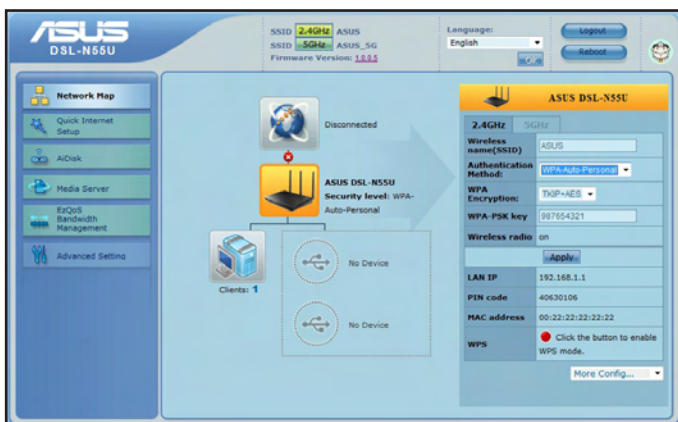 ASUS
DSL-N55U
SSID 2.4GHz ASUS
SSID 5GHz ASUS_5G
Firmware Version: 1.0.0.5
Language:
English
OK
Logout
Reboot
Network Map
Quick Internet
Setup
AiDisk
Media Server
EzQoS
Bandwidth
Management
Advanced Setting
Disconnected
ASUS DSL-N55U
Security level: WPA-
Auto-Personal
Clients: 1
No Device
No Device
ASUS DSL-N55U
2.4GHz 5GHz
Wireless
name(SSID)
ASUS
Authentication
Method:
WPA-Auto-Personal
WPA
Encryption:
TKIP+AES
WPA-PSK key
987654321
Wireless radio on
Apply
LAN IP 192.168.1.1
PIN code 40630106
MAC address 00:22:22:22:22:22
WPS
Click the button to enable
WPS mode.
More Config...